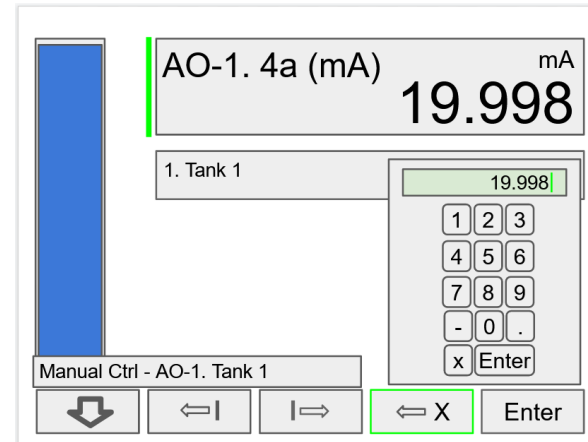 AO-1. 4a (mA)
mA
19.998
1. Tank 1
19.998
1 2 3
4 5 6
7 8 9
- 0 .
x Enter
Manual Ctrl - AO-1. Tank 1
X
Enter